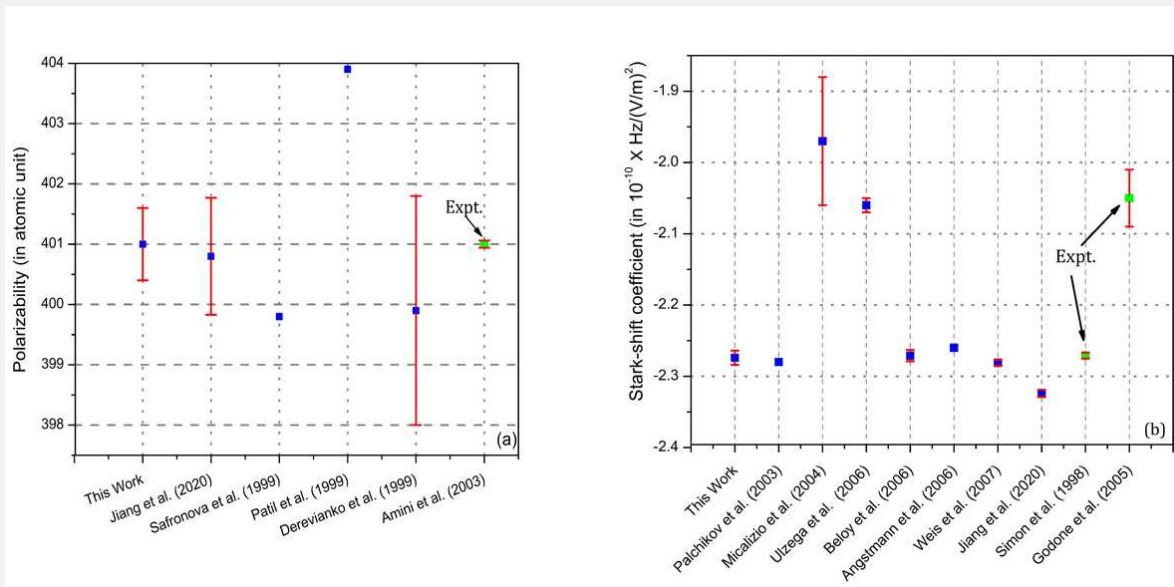 404
403
402
401
400
399
398
Polarizability (in atomic unit)
Expt.
(a)
This Work
Jiang et al. (2020)
Safronova et al. (1999)
Patil et al. (1999)
Derevianko et al. (1999)
Amini et al. (2003)
-1.9
-2.0
-2.1
-2.2
-2.3
-2.4
Stark-shift coefficient (in 10⁻¹⁰ x Hz/(V/m)²)
Expt.
(b)
This Work
Palchikov et al. (2003)
Micalizio et al. (2004)
Ulzega et al. (2006)
Beloy et al. (2006)
Angstmann et al. (2006)
Weis et al. (2007)
Jiang et al. (2020)
Simon et al. (1998)
Godone et al. (2005)